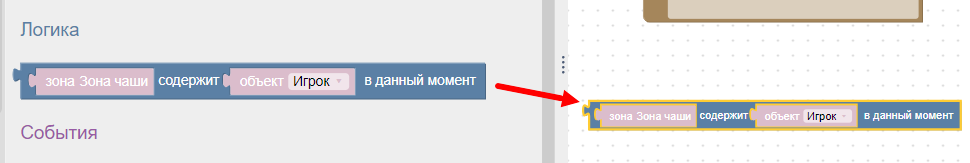 Логика
зона Зона чаши содержит объект Игрок в данный момент
События
зона Зона чаши содержит объект Игрок в данный момент